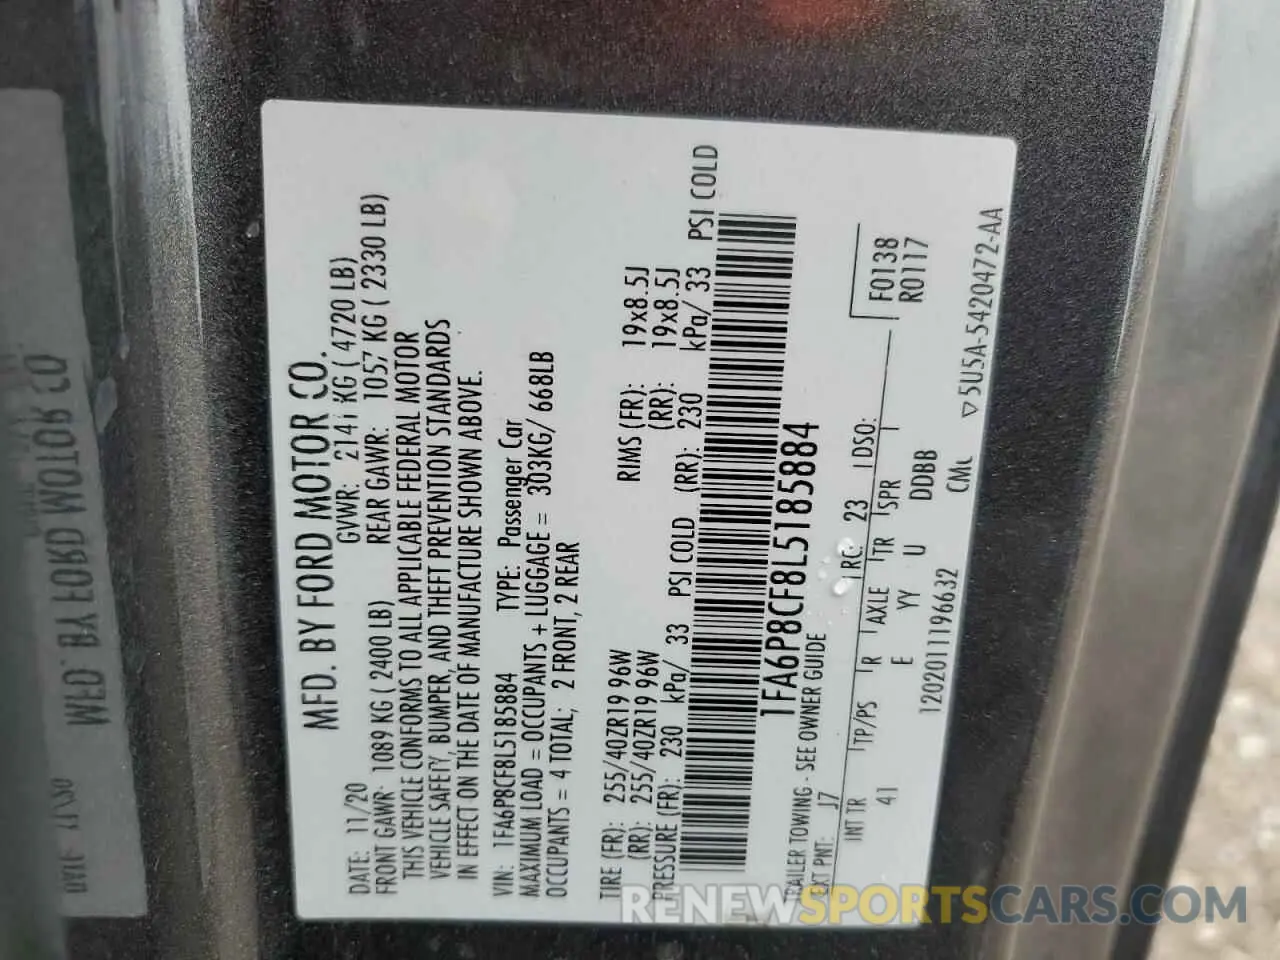 MFD. BY FORD MOTOR CO.
DATE: 11/20 GVWR: 2141 KG ( 4720 LB)
FRONT GAWR: 1089 KG ( 2400 LB) REAR GAWR: 1057 KG ( 2330 LB)
THIS VEHICLE CONFORMS TO ALL APPLICABLE FEDERAL MOTOR
VEHICLE SAFETY, BUMPER, AND THEFT PREVENTION STANDARDS
IN EFFECT ON THE DATE OF MANUFACTURE SHOWN ABOVE.
VIN: 1FA6P8CF8L5185884 TYPE: Passenger Car
MAXIMUM LOAD = OCCUPANTS + LUGGAGE = 303KG/ 668LB
OCCUPANTS = 4 TOTAL; 2 FRONT, 2 REAR
TIRE (FR): 255/40ZR19 96W RIMS (FR): 19x8.5J
(RR): 255/40ZR19 96W (RR): 19x8.5J
PRESSURE (FR): 230 kPa/ 33 PSI COLD (RR): 230 kPa/ 33 PSI COLD
1FA6P8CF8L5185884
TRAILER TOWING - SEE OWNER GUIDE
EXT PNT: J7 RC: 23 DSO: F0138
R0117
INT TR TP/PS R AXLE TR SPR
41 E YY U DDBB
12020111196632 CML ▽5U5A-5420472-AA
MFD. BY FORD MOTOR CO
RENEWSPORTSCARS.COM